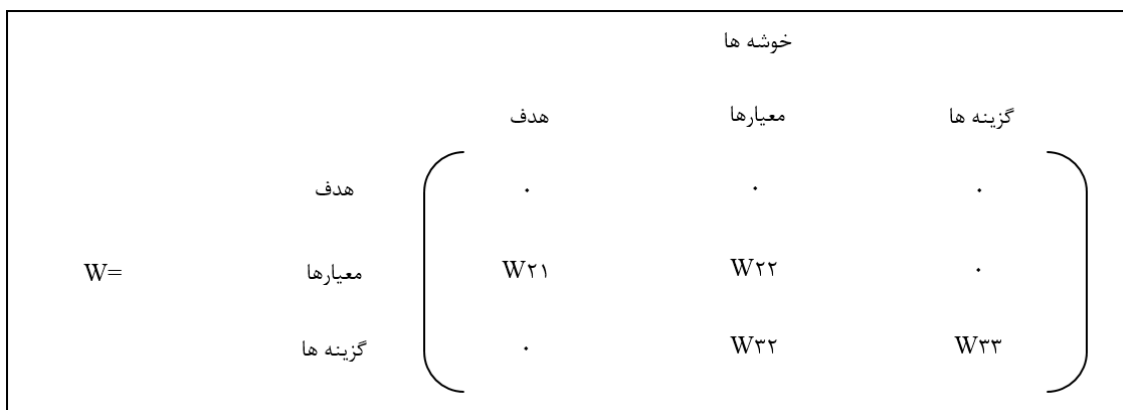 خوشه ها
هدف معیارها گزینه ها
هدف ۰ ۰ ۰
W= معیارها W۲۱ W۲۲ ۰
گزینه ها ۰ W۳۲ W۳۳